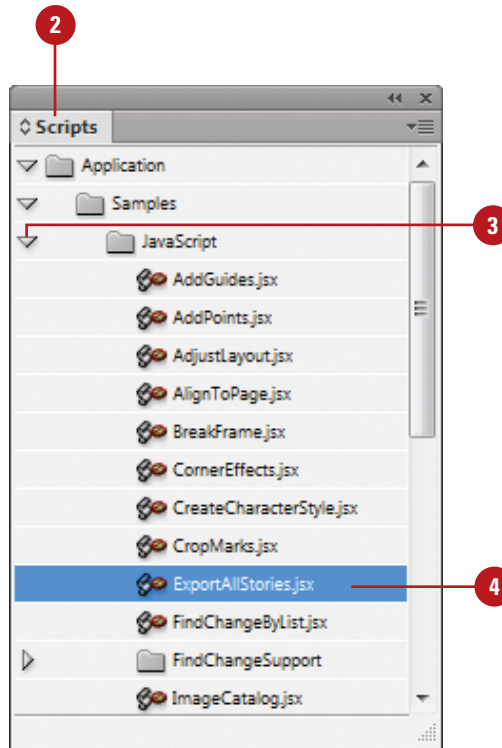 2
Scripts
Application
Samples
3
JavaScript
AddGuides.jsx
AddPoints.jsx
AdjustLayout.jsx
AlignToPage.jsx
BreakFrame.jsx
CornerEffects.jsx
CreateCharacterStyle.jsx
CropMarks.jsx
ExportAllStories.jsx
4
FindChangeByList.jsx
FindChangeSupport
ImageCatalog.jsx